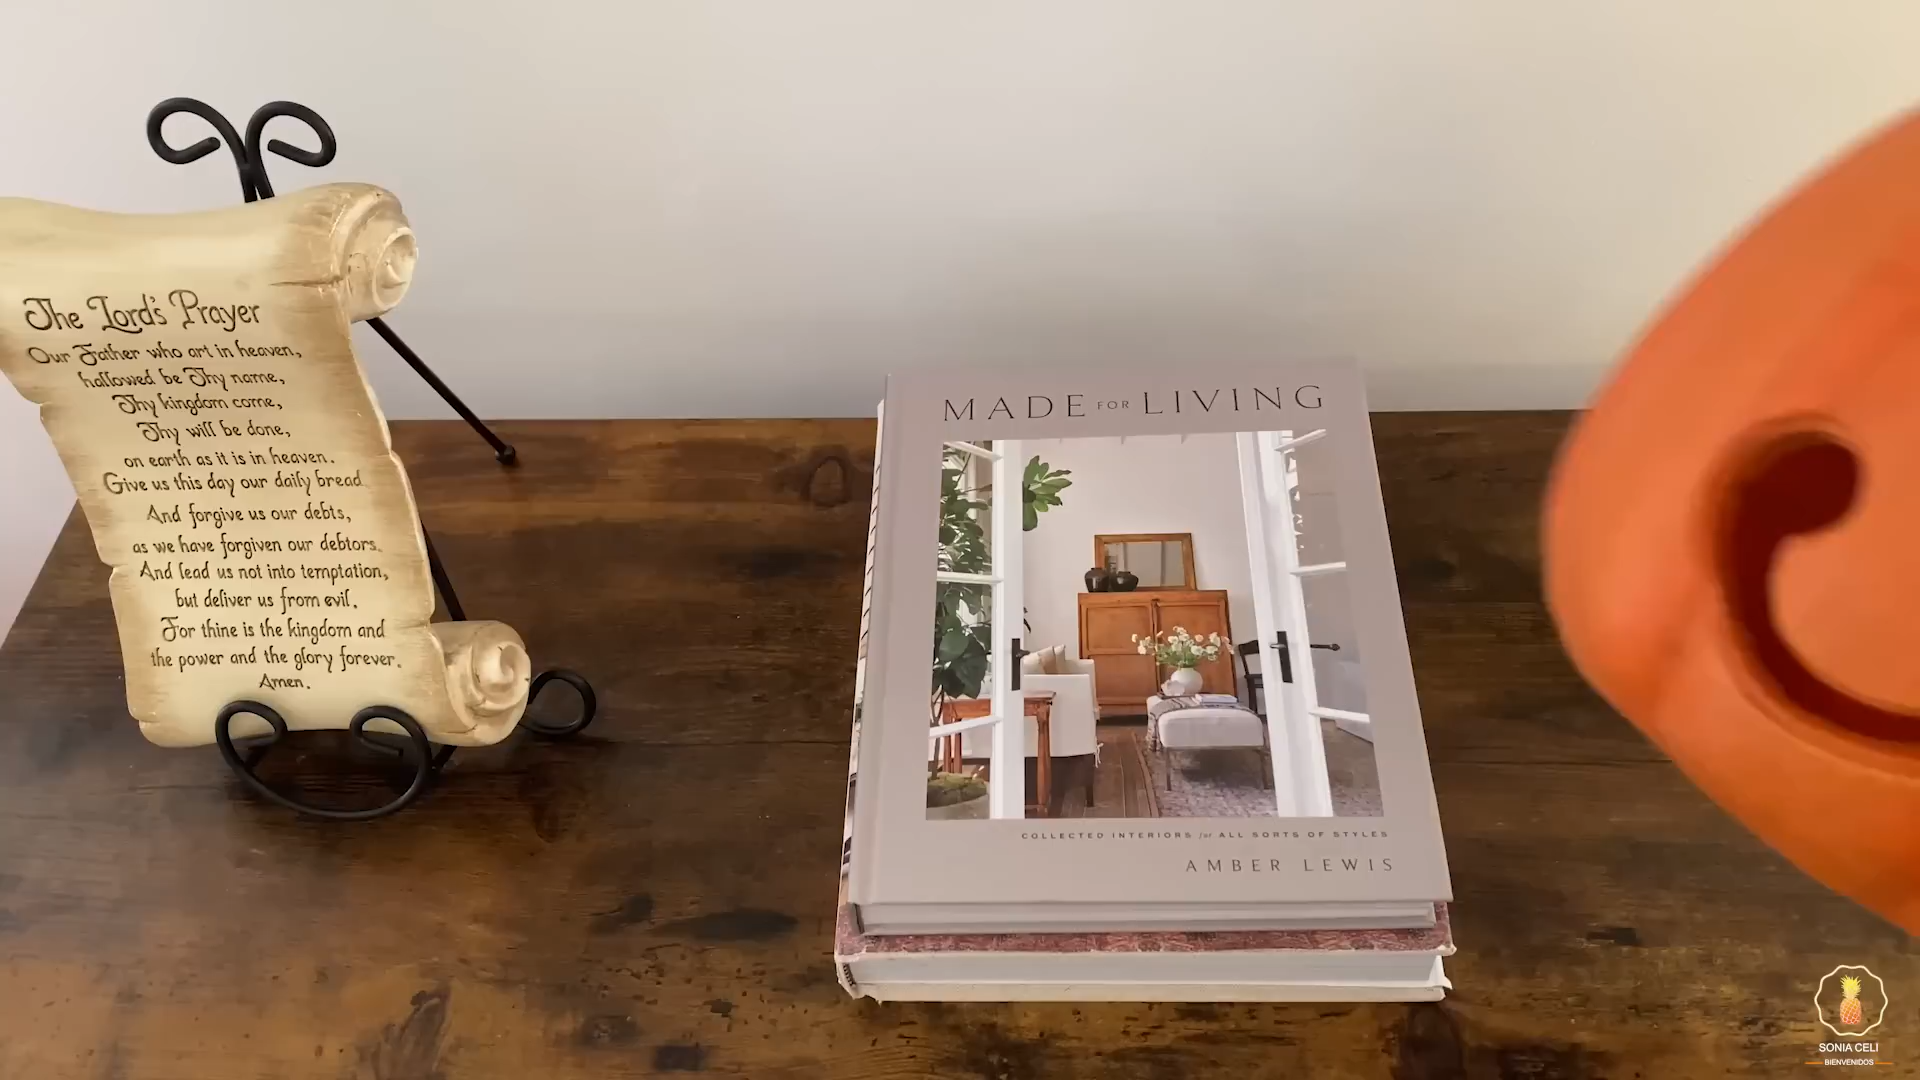 The Lord's Prayer
Our Father who art in heaven,
hallowed be Thy name,
Thy kingdom come,
Thy will be done,
on earth as it is in heaven.
Give us this day our daily bread
And forgive us our debts,
as we have forgiven our debtors.
And lead us not into temptation,
but deliver us from evil.
For thine is the kingdom and
the power and the glory forever.
Amen.
MADE FOR LIVING
COLLECTED INTERIORS for ALL SORTS OF STYLES
AMBER LEWIS
SONIA CELI
BIENVENIDOS